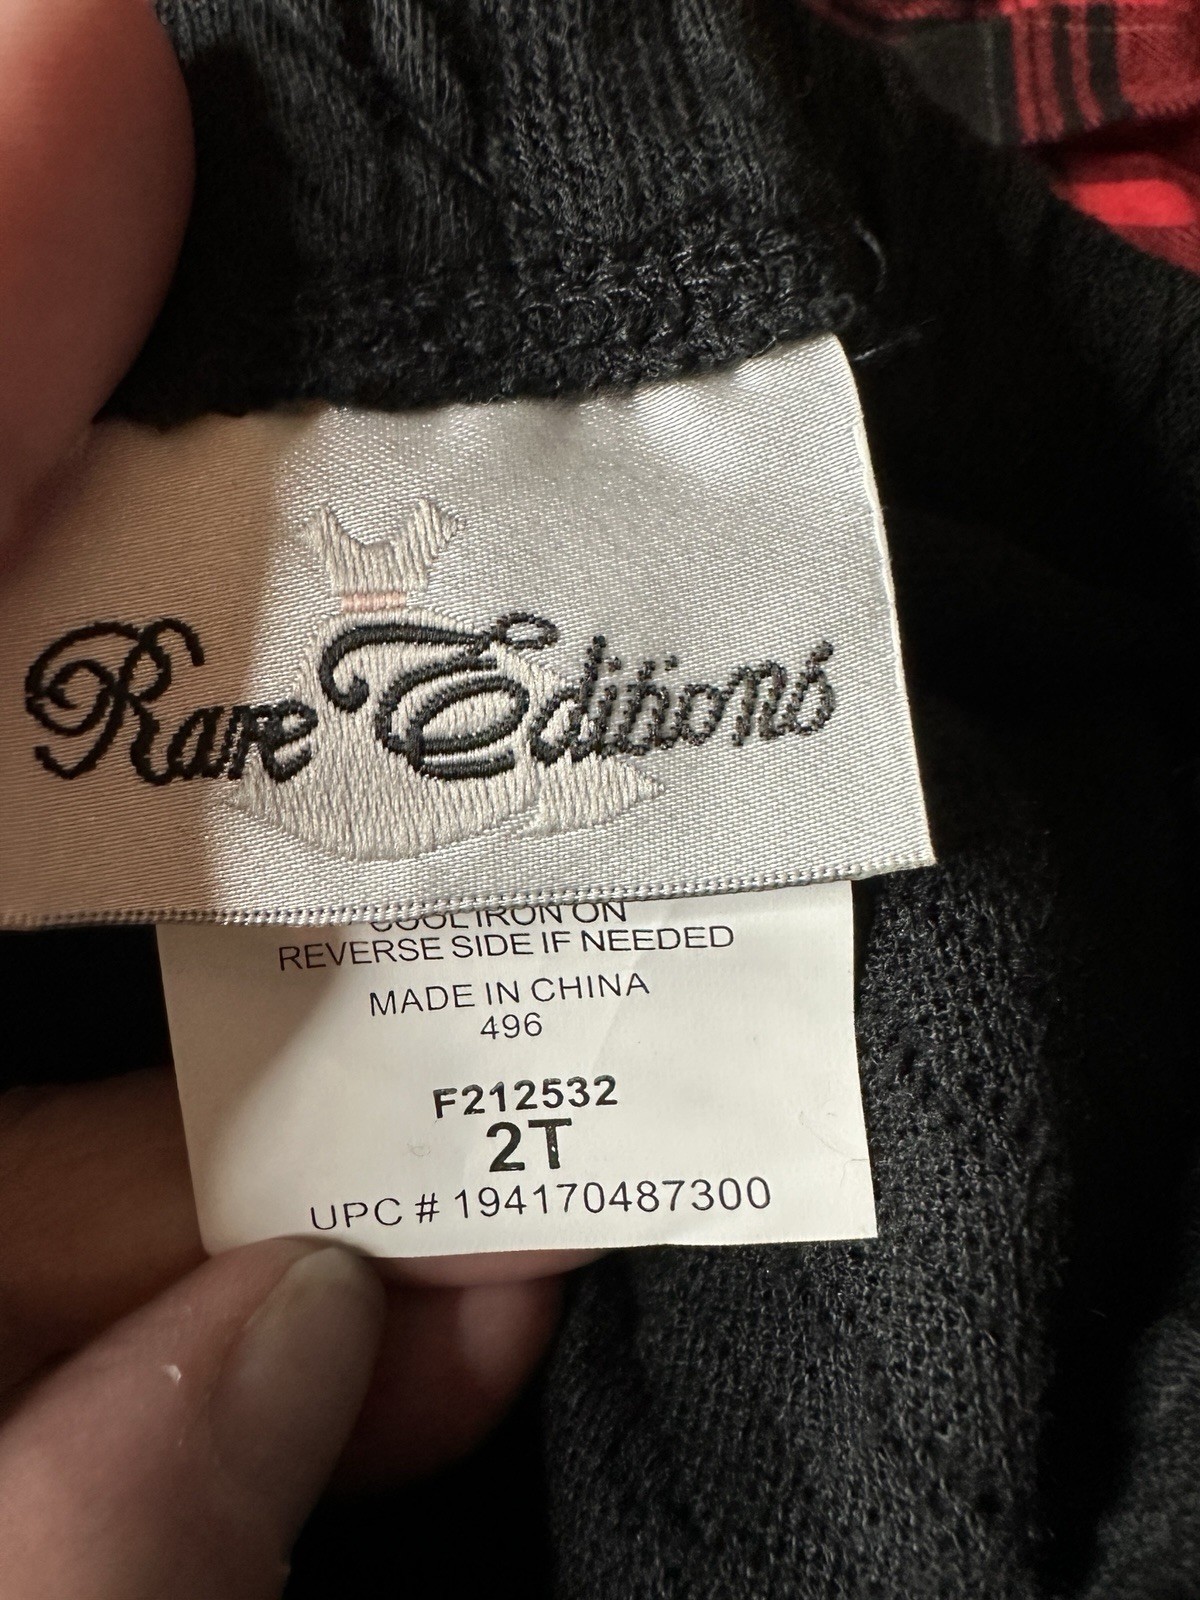 Rare Editions
COOL IRON ON
REVERSE SIDE IF NEEDED
MADE IN CHINA
496
F212532
2T
UPC # 194170487300